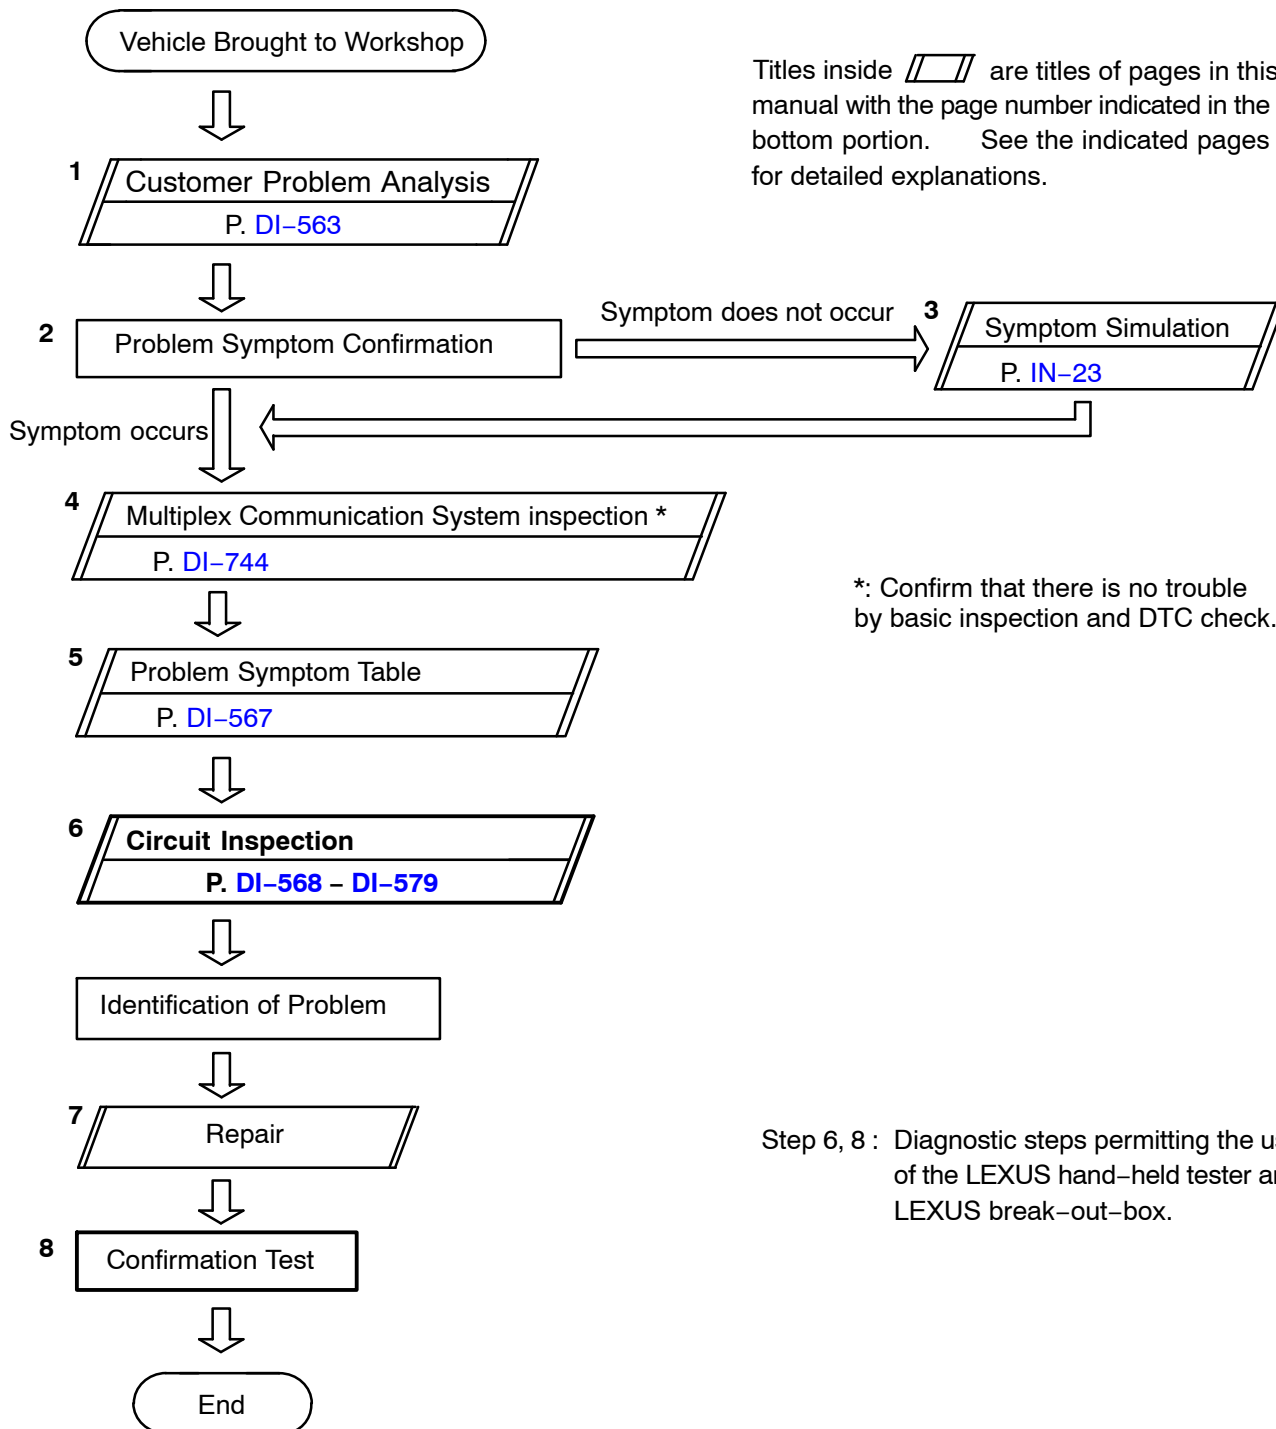 Vehicle Brought to Workshop
Titles inside are titles of pages in this
manual with the page number indicated in the
bottom portion. See the indicated pages
for detailed explanations.
1
Customer Problem Analysis
P. DI–563
2
Problem Symptom Confirmation
Symptom does not occur
3
Symptom Simulation
P. IN–23
Symptom occurs
4
Multiplex Communication System inspection *
P. DI–744
*: Confirm that there is no trouble
by basic inspection and DTC check.
5
Problem Symptom Table
P. DI–567
6
Circuit Inspection
P. DI–568 – DI–579
Identification of Problem
7
Repair
Step 6, 8 : Diagnostic steps permitting the
of the LEXUS hand–held tester
LEXUS break–out–box.
8
Confirmation Test
End